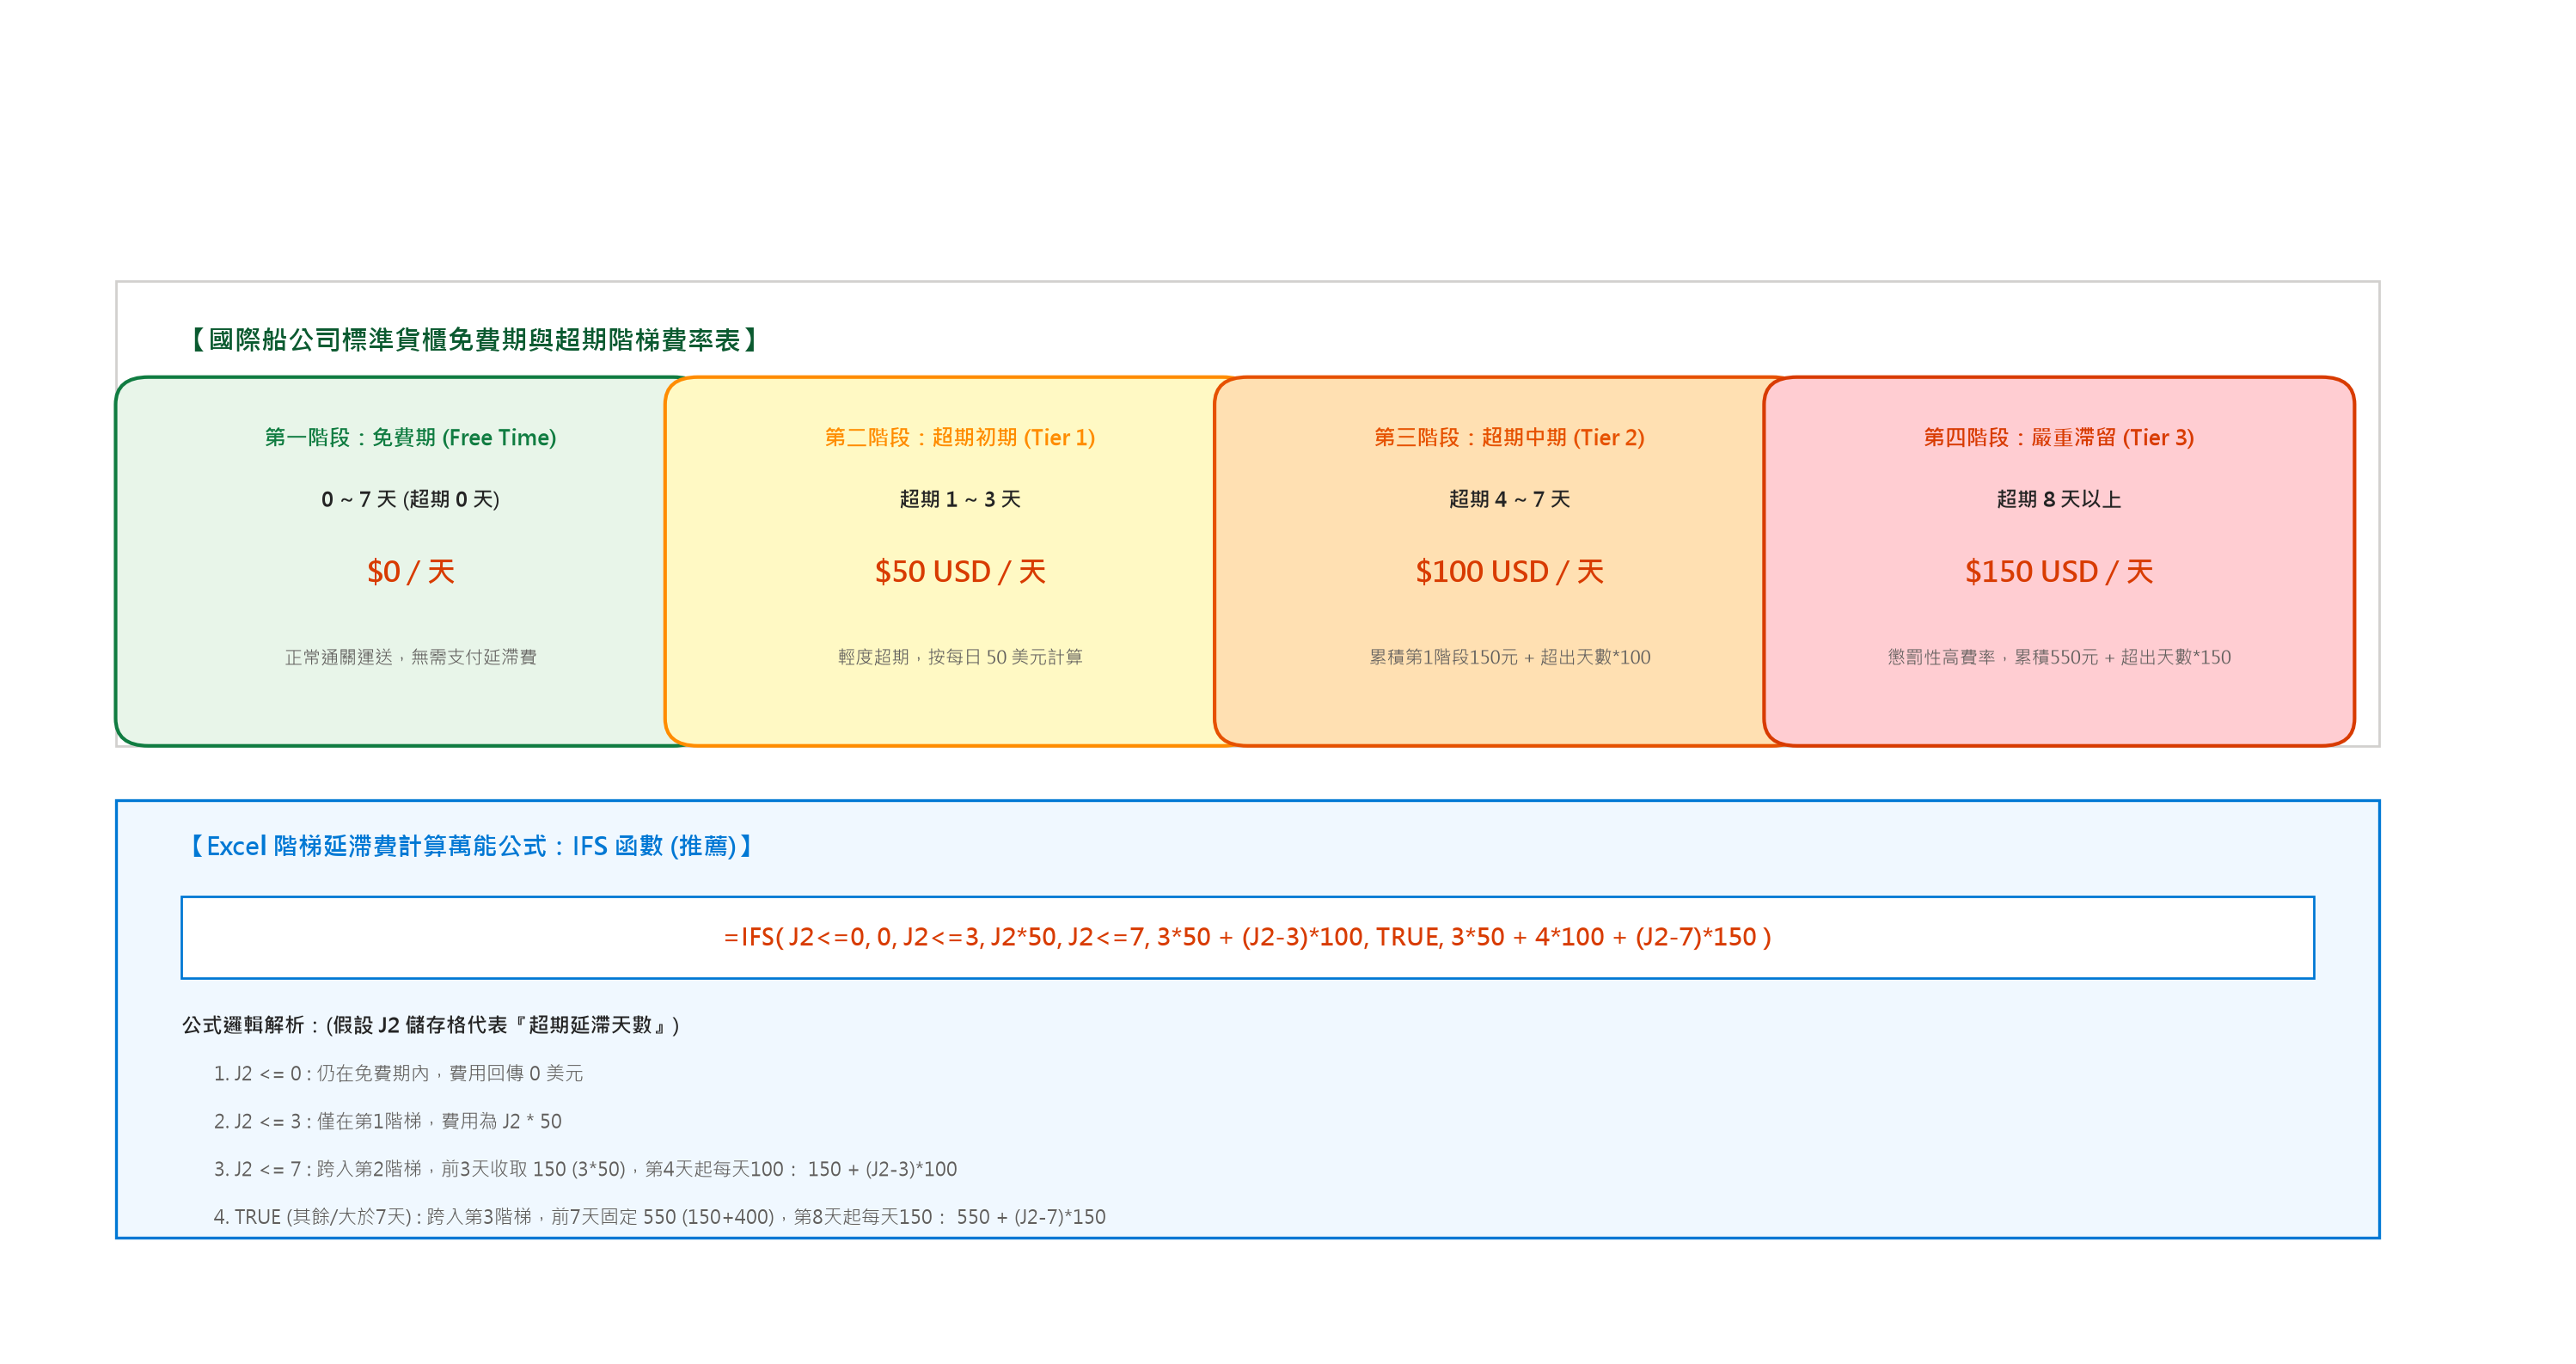 【國際船公司標準貨櫃免費期與超期階梯費率表】
第一階段：免費期 (Free Time)
0 ~ 7 天 (超期 0 天)
$0 / 天
正常通關運送，無需支付延滯費
第二階段：超期初期 (Tier 1)
超期 1 ~ 3 天
$50 USD / 天
輕度超期，按每日 50 美元計算
第三階段：超期中期 (Tier 2)
超期 4 ~ 7 天
$100 USD / 天
累積第1階段150元 + 超出天數*100
第四階段：嚴重滯留 (Tier 3)
超期 8 天以上
$150 USD / 天
懲罰性高費率，累積550元 + 超出天數*150
【Excel 階梯延滯費計算萬能公式：IFS 函數 (推薦)】
=IFS( J2<=0, 0, J2<=3, J2*50, J2<=7, 3*50 + (J2-3)*100, TRUE, 3*50 + 4*100 + (J2-7)*150 )
公式邏輯解析：(假設 J2 儲存格代表『超期延滯天數』)
1. J2 <= 0 : 仍在免費期內，費用回傳 0 美元
2. J2 <= 3 : 僅在第1階梯，費用為 J2 * 50
3. J2 <= 7 : 跨入第2階梯，前3天收取 150 (3*50)，第4天起每天100： 150 + (J2-3)*100
4. TRUE (其餘/大於7天) : 跨入第3階梯，前7天固定 550 (150+400)，第8天起每天150： 550 + (J2-7)*150